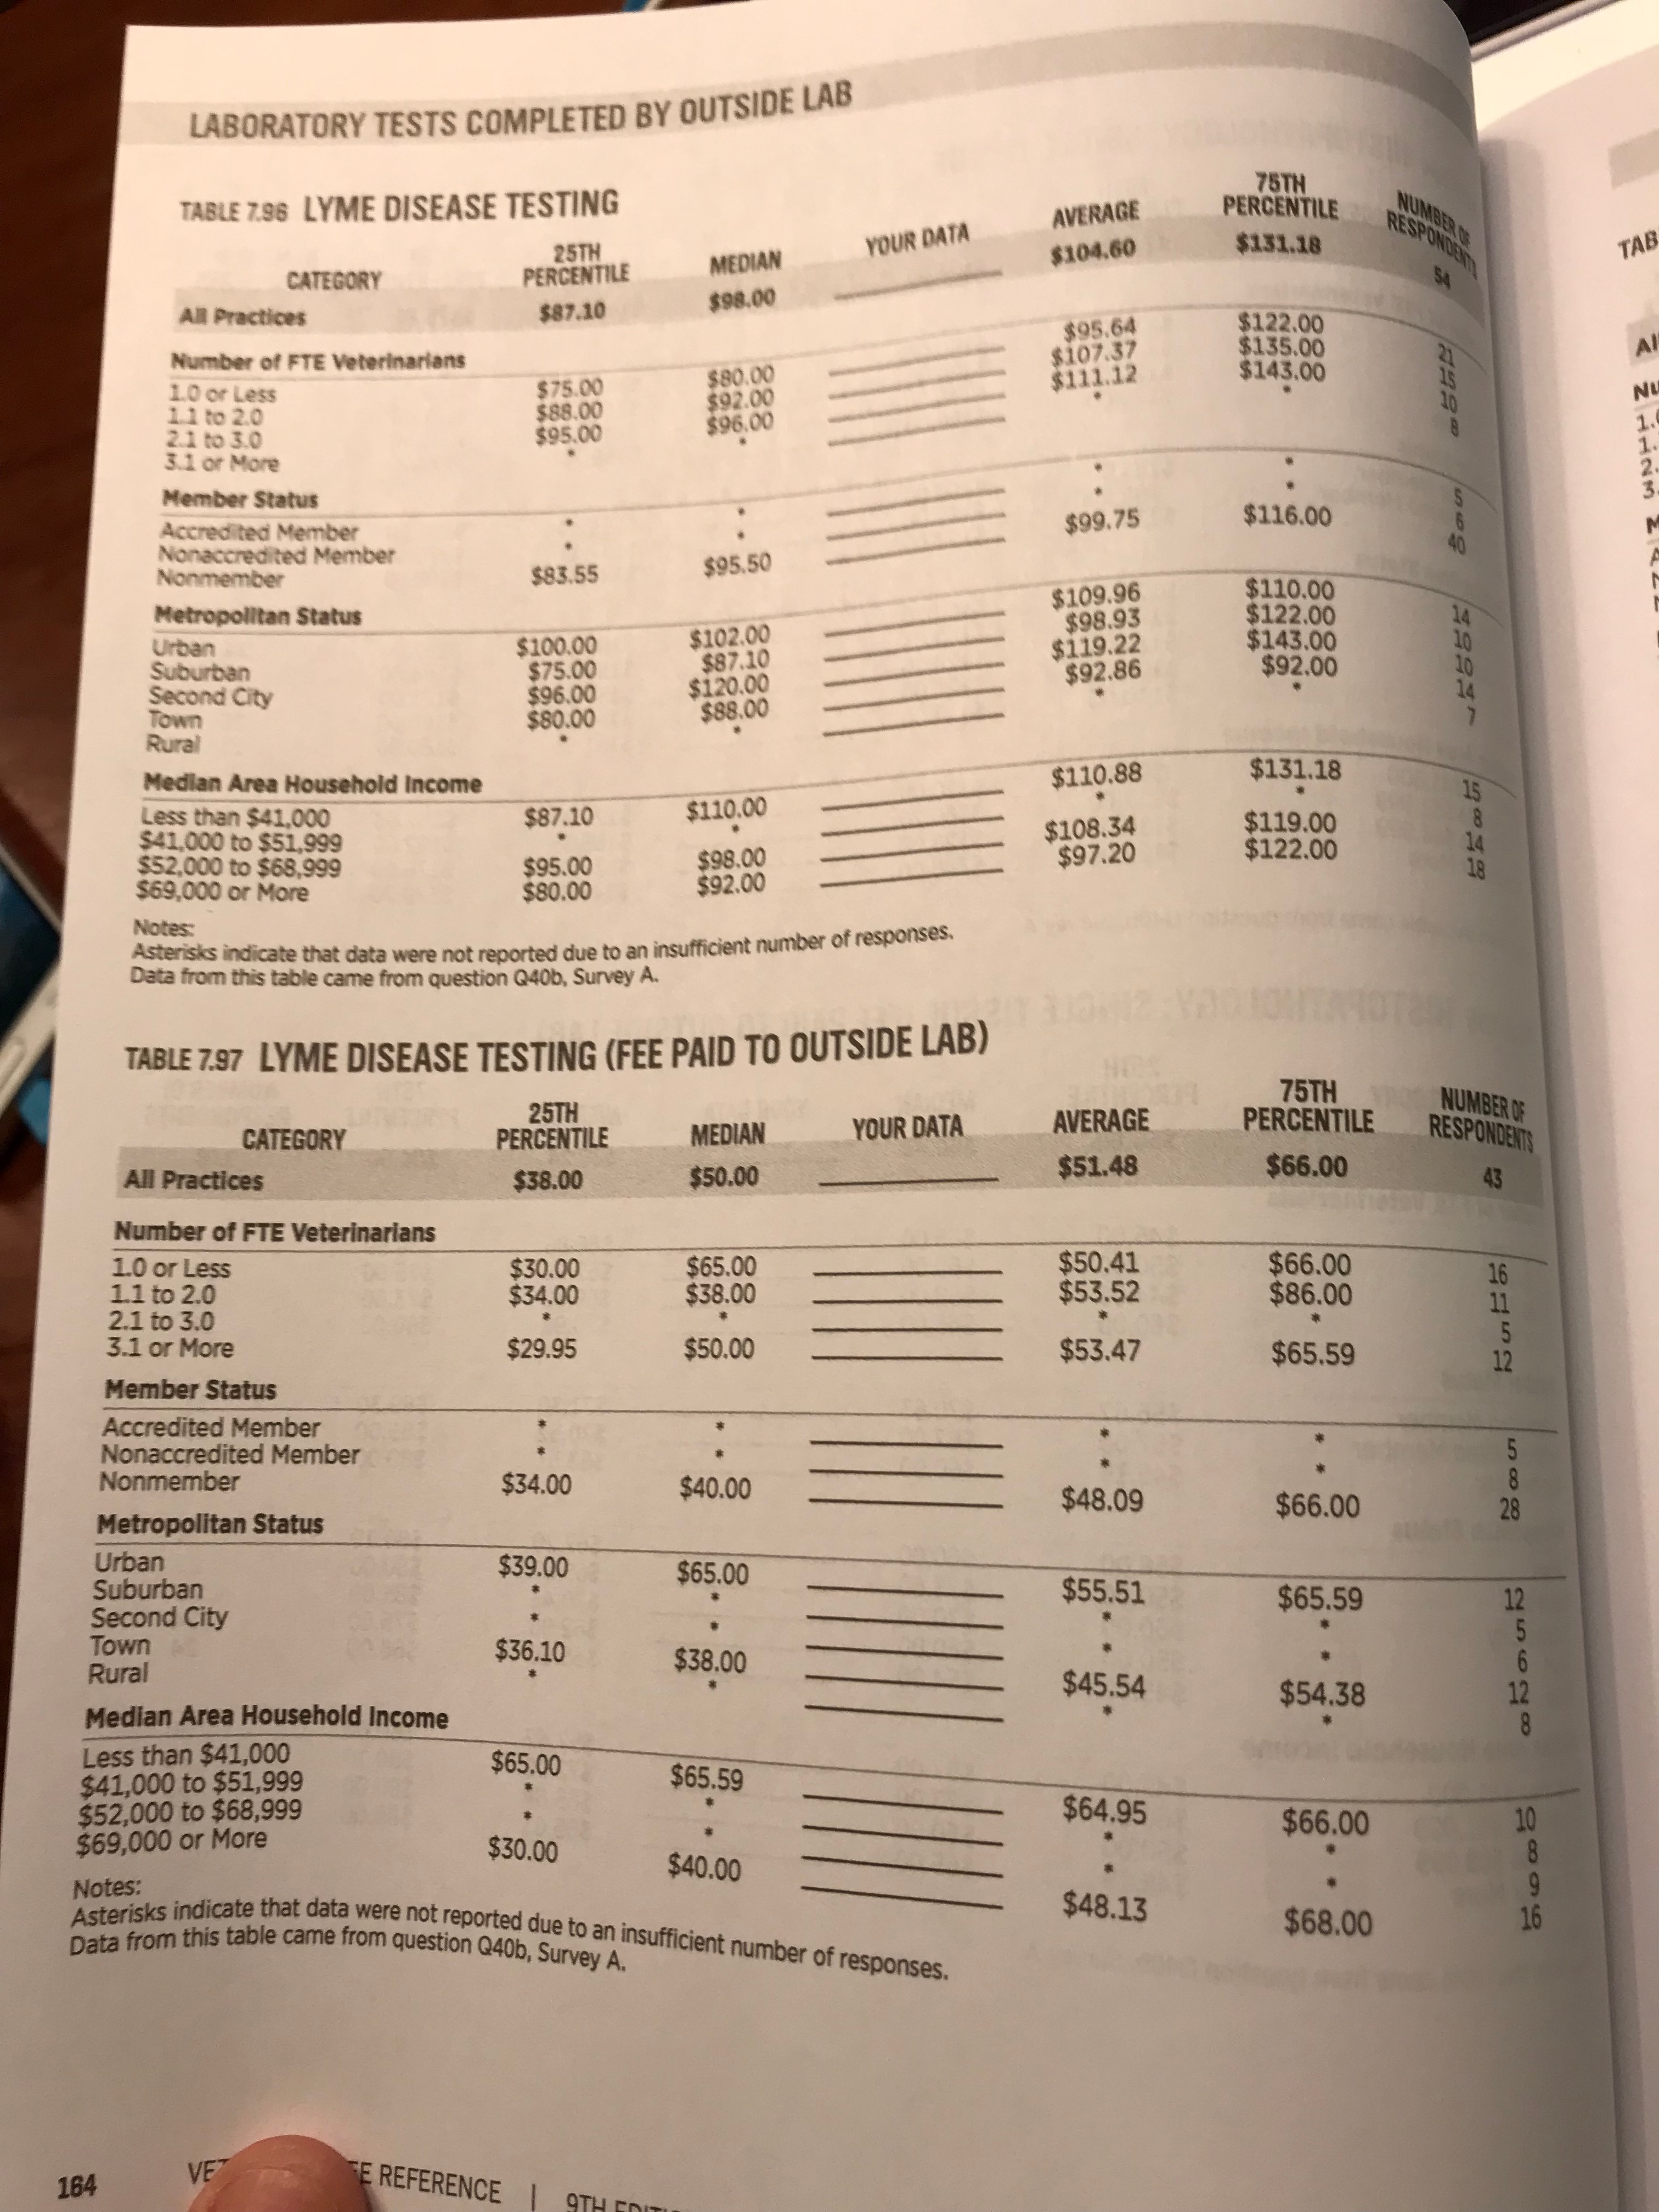 LABORATORY TESTS COMPLETED BY OUTSIDE LAB
TABLE 7.96 LYME DISEASE TESTING
CATEGORY 25TH PERCENTILE MEDIAN YOUR DATA AVERAGE 75TH PERCENTILE NUMBER OF RESPONDENTS
All Practices $87.10 $98.00 $104.60 $131.18 54
Number of FTE Veterinarians
1.0 or Less $75.00 $80.00 $95.64 $122.00 21
1.1 to 2.0 $88.00 $92.00 $107.37 $135.00 15
2.1 to 3.0 $95.00 $96.00 $111.12 $143.00 10
3.1 or More * * * * 8
Member Status
Accredited Member * * * * 5
Nonaccredited Member * * * * 6
Nonmember $83.55 $95.50 $99.75 $116.00 40
Metropolitan Status
Urban $100.00 $102.00 $109.96 $110.00 14
Suburban $75.00 $87.10 $98.93 $122.00 10
Second City $96.00 $120.00 $119.22 $143.00 10
Town $80.00 $88.00 $92.86 $92.00 14
Rural * * * * 7
Median Area Household Income
Less than $41,000 $87.10 $110.00 $110.88 $131.18 15
$41,000 to $51,999 * * * * 8
$52,000 to $68,999 $95.00 $98.00 $108.34 $119.00 14
$69,000 or More $80.00 $92.00 $97.20 $122.00 18
Notes:
Asterisks indicate that data were not reported due to an insufficient number of responses.
Data from this table came from question Q40b, Survey A.
TABLE 7.97 LYME DISEASE TESTING (FEE PAID TO OUTSIDE LAB)
CATEGORY 25TH PERCENTILE MEDIAN YOUR DATA AVERAGE 75TH PERCENTILE NUMBER OF RESPONDENTS
All Practices $38.00 $50.00 $51.48 $66.00 43
Number of FTE Veterinarians
1.0 or Less $30.00 $65.00 $50.41 $66.00 16
1.1 to 2.0 $34.00 $38.00 $53.52 $86.00 11
2.1 to 3.0 * * * * 5
3.1 or More $29.95 $50.00 $53.47 $65.59 12
Member Status
Accredited Member * * * * 5
Nonaccredited Member * * * * 8
Nonmember $34.00 $40.00 $48.09 $66.00 28
Metropolitan Status
Urban $39.00 $65.00 $55.51 $65.59 12
Suburban * * * * 5
Second City * * * * 6
Town $36.10 $38.00 $45.54 $54.38 12
Rural * * * * 8
Median Area Household Income
Less than $41,000 $65.00 $65.59 $64.95 $66.00 10
$41,000 to $51,999 * * * * 8
$52,000 to $68,999 * * * * 9
$69,000 or More $30.00 $40.00 $48.13 $68.00 16
Notes:
Asterisks indicate that data were not reported due to an insufficient number of responses.
Data from this table came from question Q40b, Survey A.
164 REFERENCE | 9TH